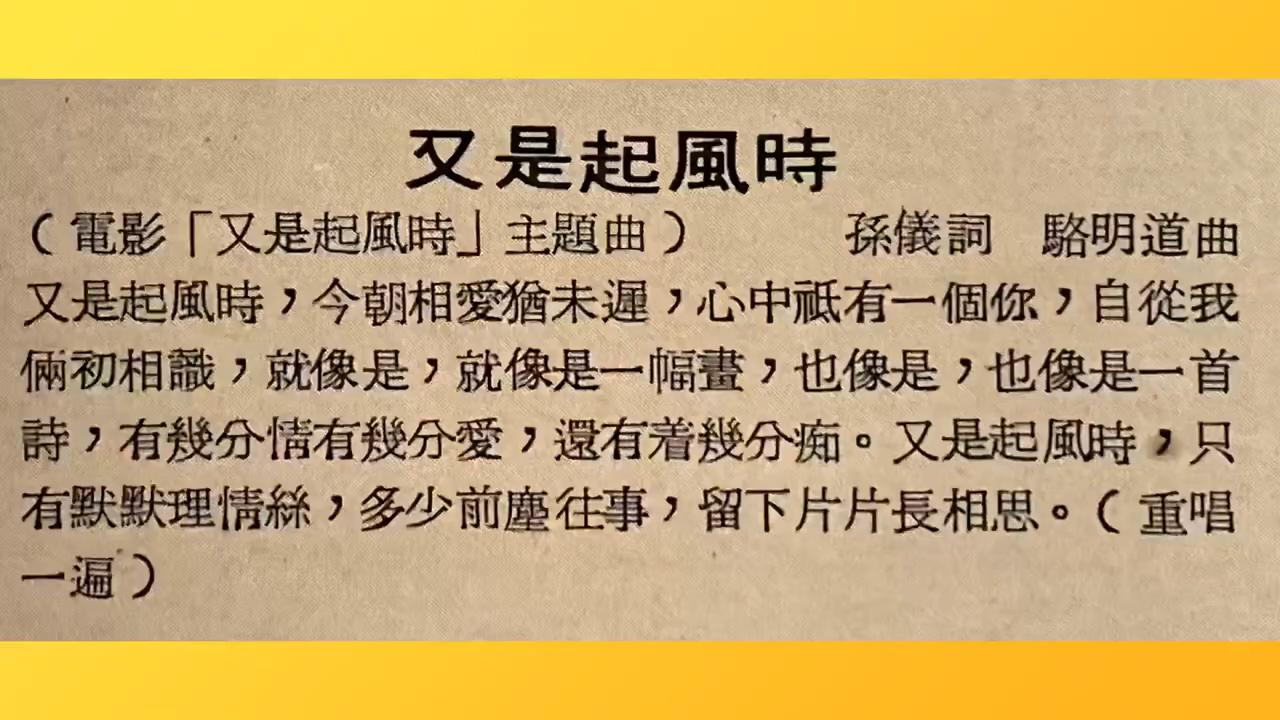 又是起風時
（電影「又是起風時」主題曲） 孫儀詞 駱明道曲
又是起風時，今朝相愛猶未遲，心中祇有一個你，自從我
倆初相識，就像是，就像是一幅畫，也像是，也像是一首
詩，有幾分情有幾分愛，還有着幾分痴。又是起風時，只
有默默理情絲，多少前塵往事，留下片片長相思。（重唱
一遍）